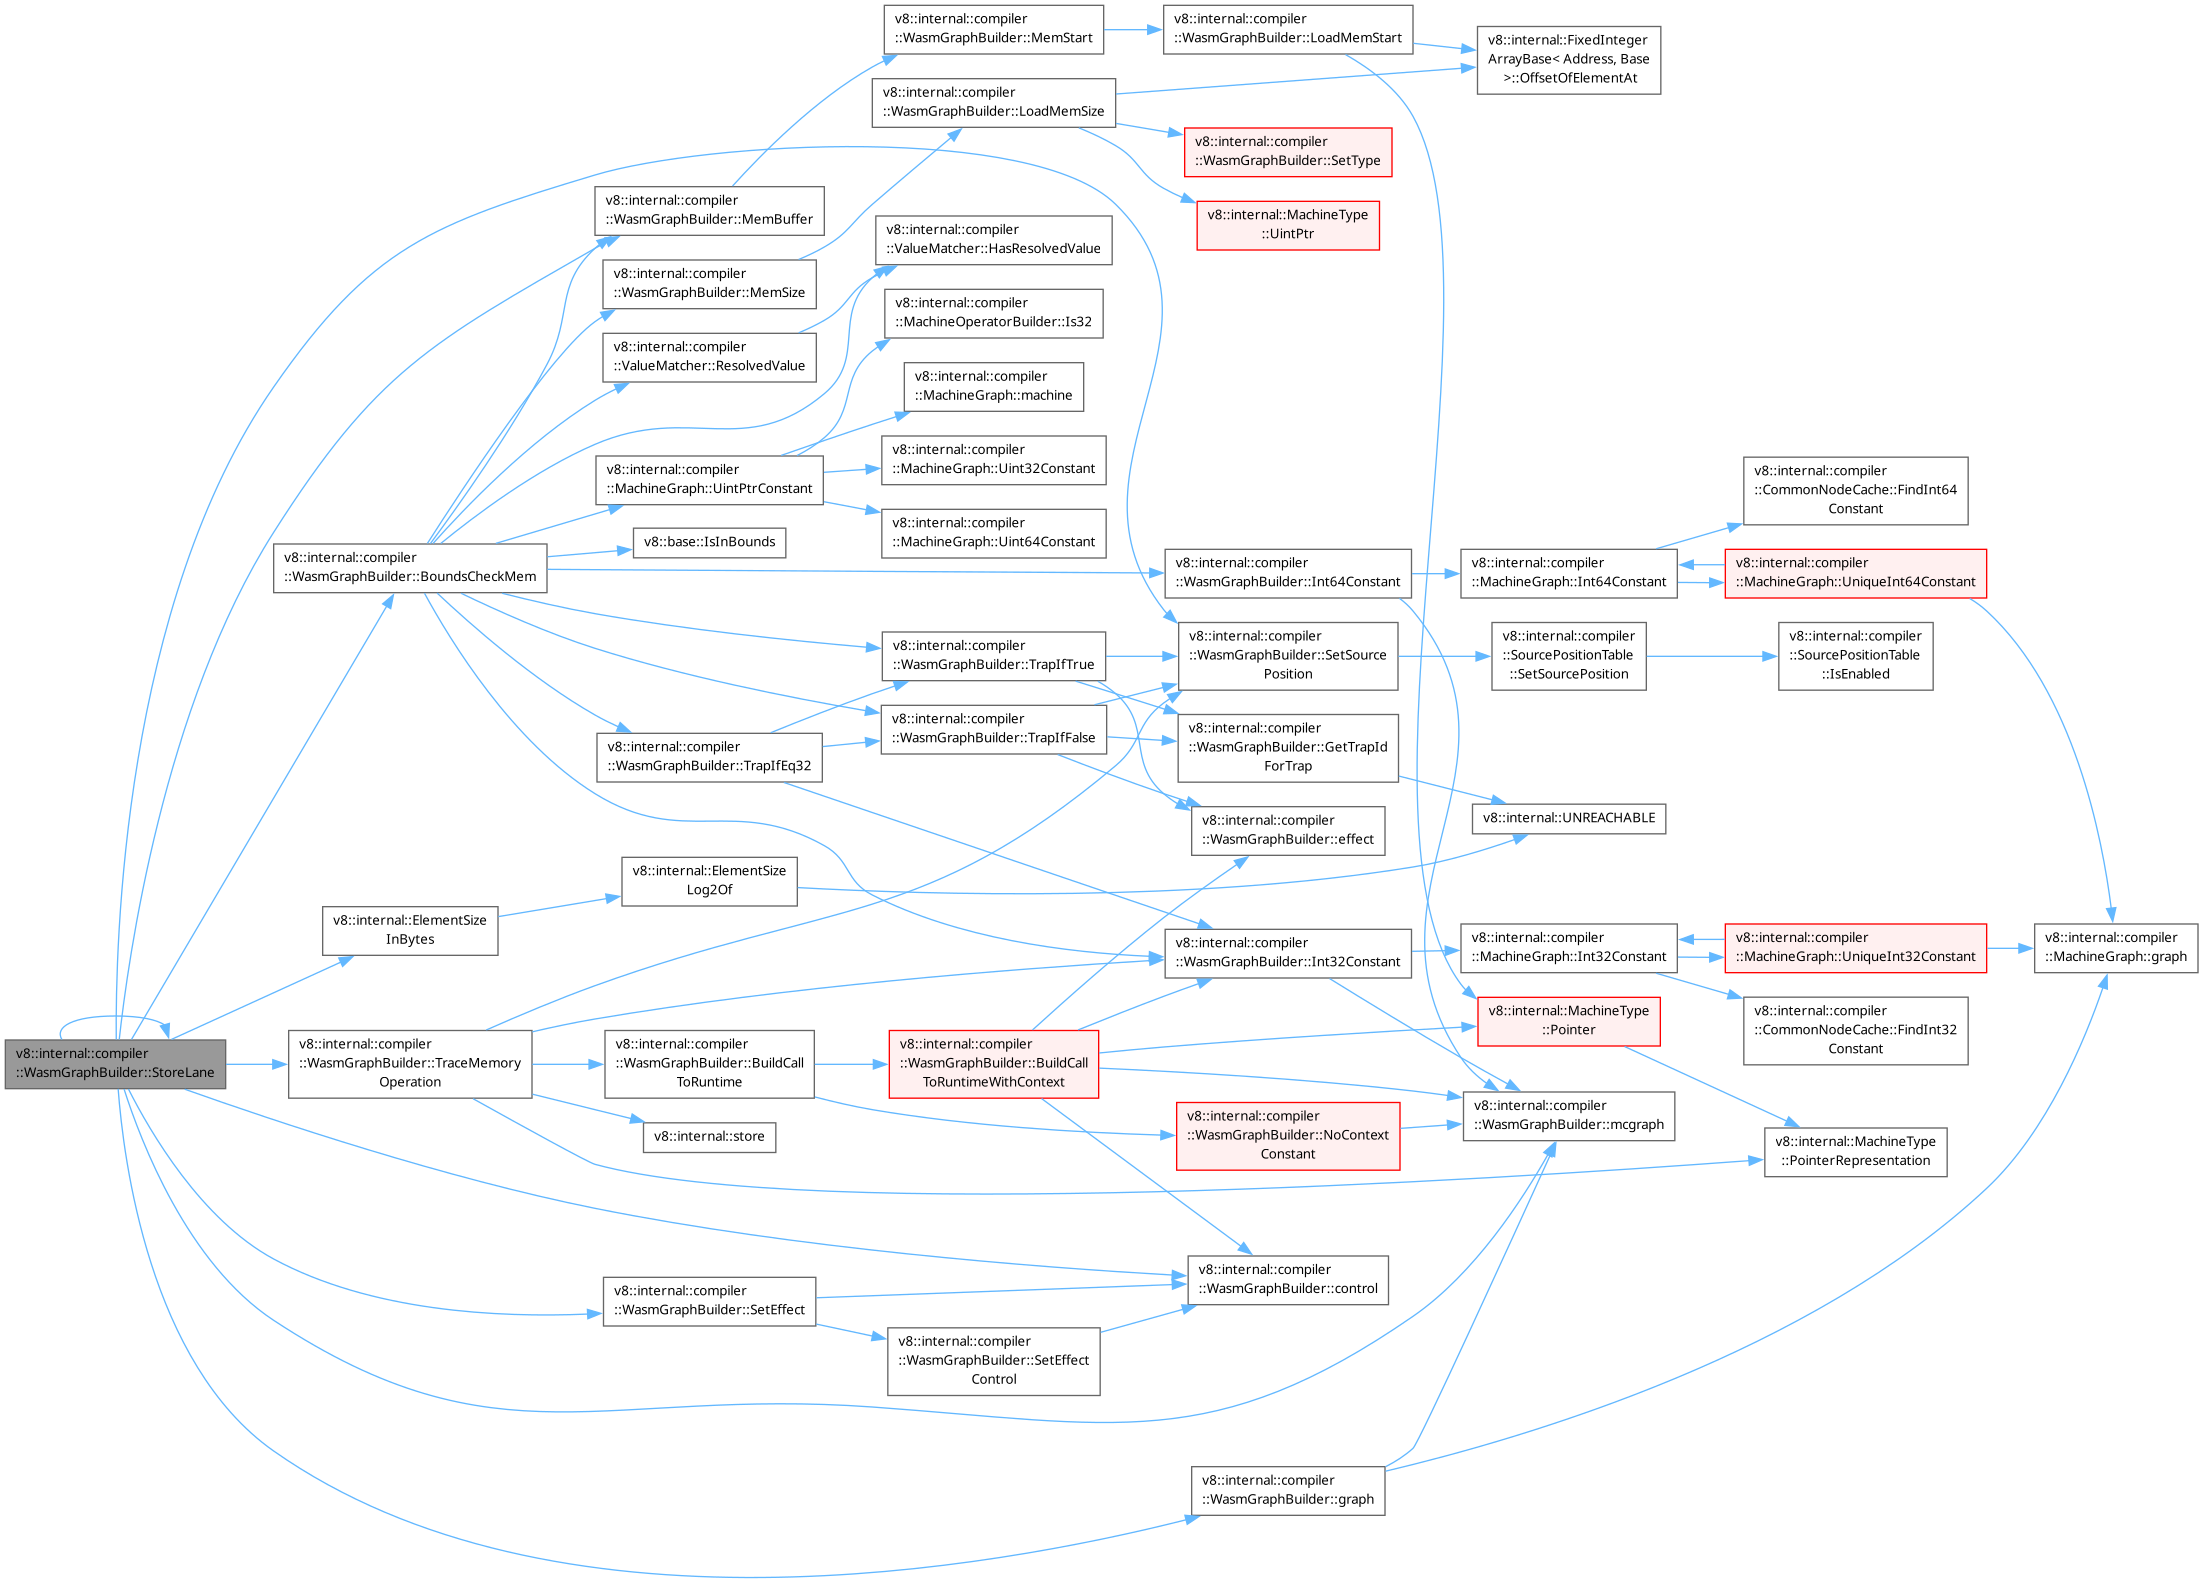 v8::internal::compiler
::WasmGraphBuilder::StoreLane
v8::internal::compiler
::WasmGraphBuilder::BoundsCheckMem
v8::internal::ElementSize
InBytes
v8::internal::compiler
::WasmGraphBuilder::TraceMemory
Operation
v8::internal::compiler
::WasmGraphBuilder::MemBuffer
v8::internal::compiler
::WasmGraphBuilder::MemSize
v8::internal::compiler
::ValueMatcher::ResolvedValue
v8::internal::compiler
::MachineGraph::UintPtrConstant
v8::base::IsInBounds
v8::internal::compiler
::WasmGraphBuilder::TrapIfEq32
v8::internal::ElementSize
Log2Of
v8::internal::compiler
::WasmGraphBuilder::BuildCall
ToRuntime
v8::internal::store
v8::internal::compiler
::WasmGraphBuilder::SetEffect
v8::internal::compiler
::WasmGraphBuilder::MemStart
v8::internal::compiler
::WasmGraphBuilder::LoadMemSize
v8::internal::compiler
::ValueMatcher::HasResolvedValue
v8::internal::compiler
::MachineOperatorBuilder::Is32
v8::internal::compiler
::MachineGraph::machine
v8::internal::compiler
::MachineGraph::Uint32Constant
v8::internal::compiler
::MachineGraph::Uint64Constant
v8::internal::compiler
::WasmGraphBuilder::TrapIfTrue
v8::internal::compiler
::WasmGraphBuilder::TrapIfFalse
v8::internal::compiler
::WasmGraphBuilder::BuildCall
ToRuntimeWithContext
v8::internal::compiler
::WasmGraphBuilder::SetEffect
Control
v8::internal::compiler
::WasmGraphBuilder::LoadMemStart
v8::internal::compiler
::WasmGraphBuilder::SetType
v8::internal::MachineType
::UintPtr
v8::internal::compiler
::WasmGraphBuilder::Int64Constant
v8::internal::compiler
::WasmGraphBuilder::SetSource
Position
v8::internal::compiler
::WasmGraphBuilder::GetTrapId
ForTrap
v8::internal::compiler
::WasmGraphBuilder::effect
v8::internal::compiler
::WasmGraphBuilder::Int32Constant
v8::internal::compiler
::WasmGraphBuilder::NoContext
Constant
v8::internal::compiler
::WasmGraphBuilder::control
v8::internal::compiler
::WasmGraphBuilder::graph
v8::internal::FixedInteger
ArrayBase< Address, Base
>::OffsetOfElementAt
v8::internal::compiler
::MachineGraph::Int64Constant
v8::internal::compiler
::SourcePositionTable
::SetSourcePosition
v8::internal::UNREACHABLE
v8::internal::compiler
::MachineGraph::Int32Constant
v8::internal::MachineType
::Pointer
v8::internal::compiler
::WasmGraphBuilder::mcgraph
v8::internal::compiler
::CommonNodeCache::FindInt64
Constant
v8::internal::compiler
::MachineGraph::UniqueInt64Constant
v8::internal::compiler
::SourcePositionTable
::IsEnabled
v8::internal::compiler
::MachineGraph::UniqueInt32Constant
v8::internal::compiler
::CommonNodeCache::FindInt32
Constant
v8::internal::MachineType
::PointerRepresentation
v8::internal::compiler
::MachineGraph::graph